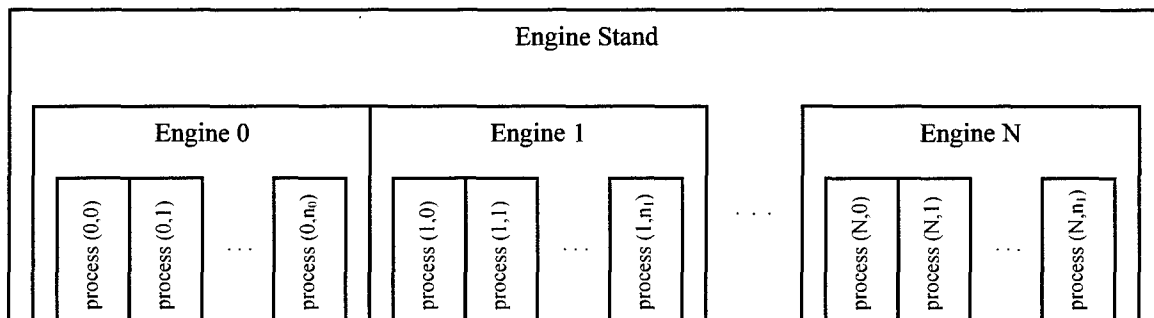 Engine Stand
Engine 0 Engine 1 Engine N
process (0,0) process (0,1) ... process (0,n₀) process (1,0) process (1,1) ... process (1,n₁) ... process (N,0) process (N,1) ... process (N,n₁)